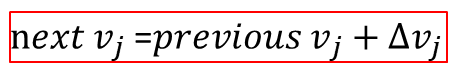 next v_j =previous v_j + Δv_j